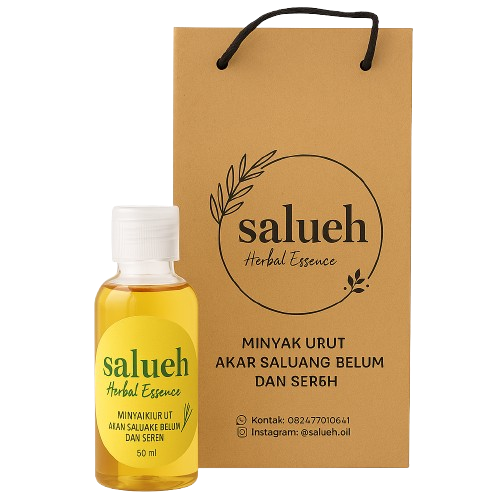 salueh
Herbal Essence
MINYAK URUT
AKAR SALUANG BELUM
DAN SER6H
Kontak: 082477010641
Instagram: @salueh.oil
salueh
Herbal Essence
MINYAIKIUR UT
AKAN SALUAKE BELUM
DAN SEREN
50 ml